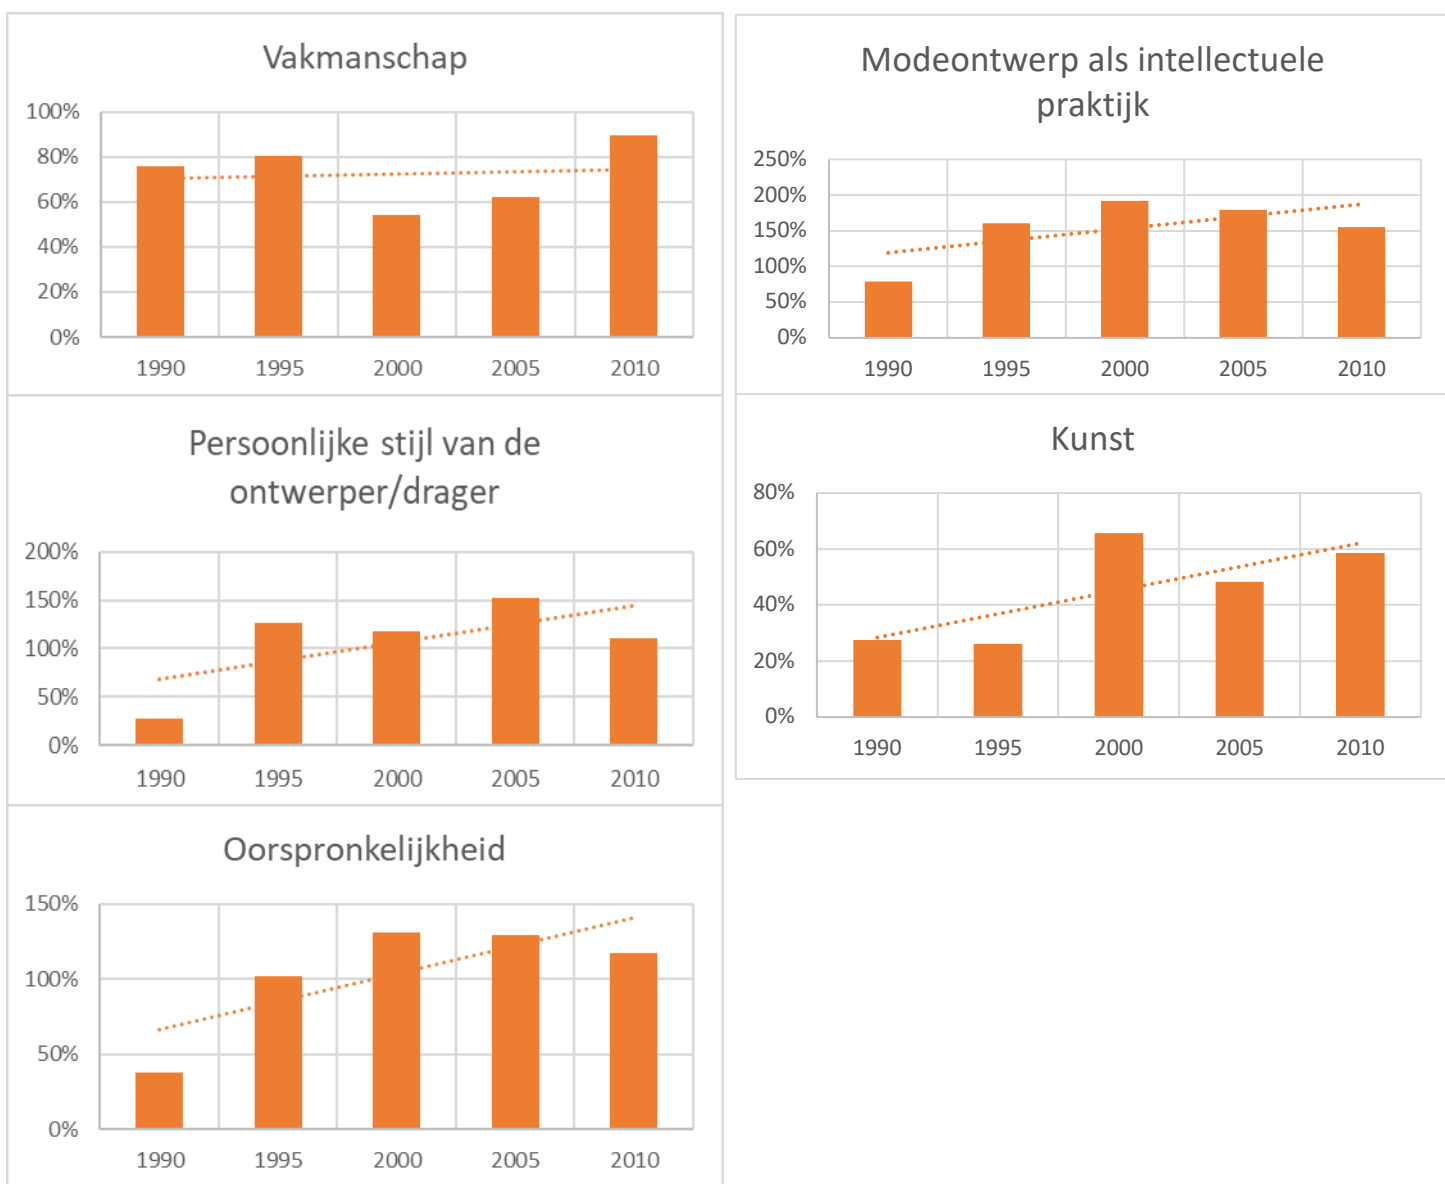 Vakmanschap
100%
80%
60%
40%
20%
0%
1990 1995 2000 2005 2010
Modeontwerp als intellectuele
praktijk
250%
200%
150%
100%
50%
0%
1990 1995 2000 2005 2010
Persoonlijke stijl van de
ontwerper/drager
200%
150%
100%
50%
0%
1990 1995 2000 2005 2010
Kunst
80%
60%
40%
20%
0%
1990 1995 2000 2005 2010
Oorspronkelijkheid
150%
100%
50%
0%
1990 1995 2000 2005 2010